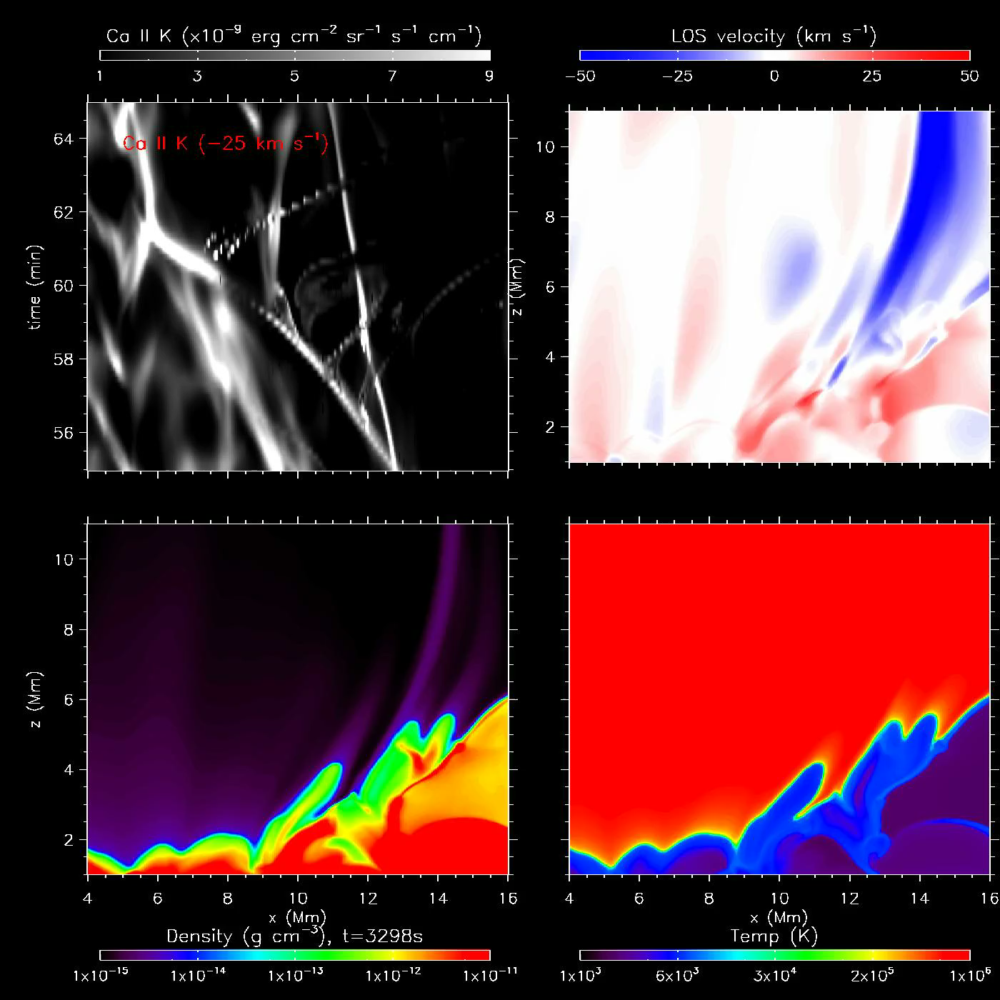 Ca II K (x10⁻⁹ erg cm⁻² sr⁻¹ s⁻¹ cm⁻¹)
1 3 5 7 9
LOS velocity (km s⁻¹)
−50 −25 0 25 50
Ca II K (−25 km s⁻¹)
64
62
60
58
56
time (min)
10
8
6
4
2
z (Mm)
10
8
6
4
2
z (Mm)
4 6 8 10 12 14 16
x (Mm)
Density (g cm⁻³), t=3298s
1x10⁻¹⁵ 1x10⁻¹⁴ 1x10⁻¹³ 1x10⁻¹² 1x10⁻¹¹
4 6 8 10 12 14 16
x (Mm)
Temp (K)
1x10³ 6x10³ 3x10⁴ 2x10⁵ 1x10⁶